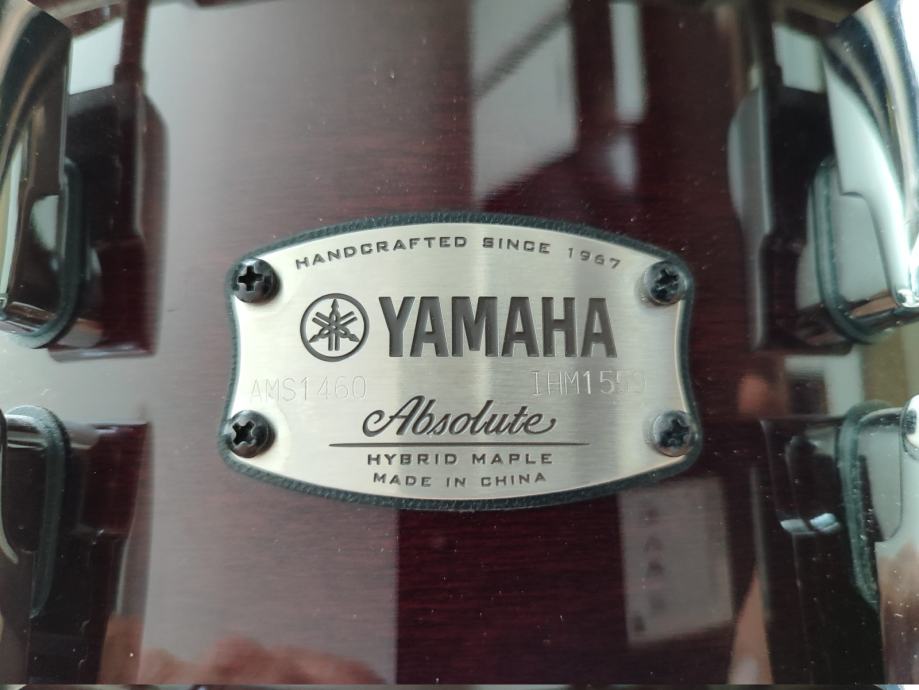 HANDCRAFTED SINCE 1967
YAMAHA
AMS1460
Absolute
HYBRID MAPLE
MADE IN CHINA